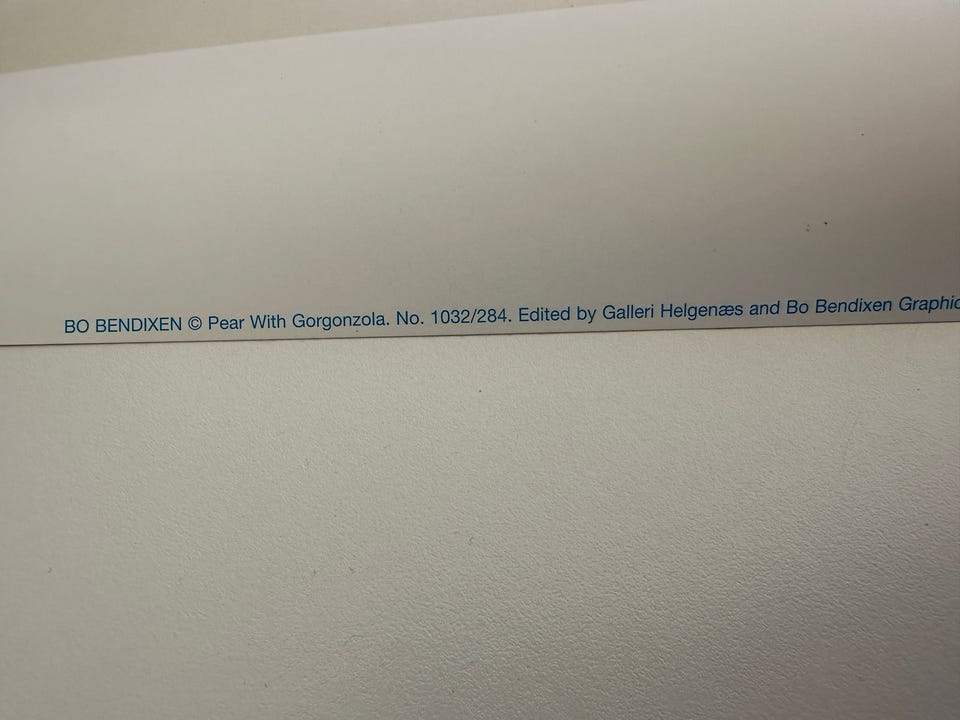 BO BENDIXEN © Pear With Gorgonzola. No. 1032/284. Edited by Galleri Helgenæs and Bo Bendixen Graphic